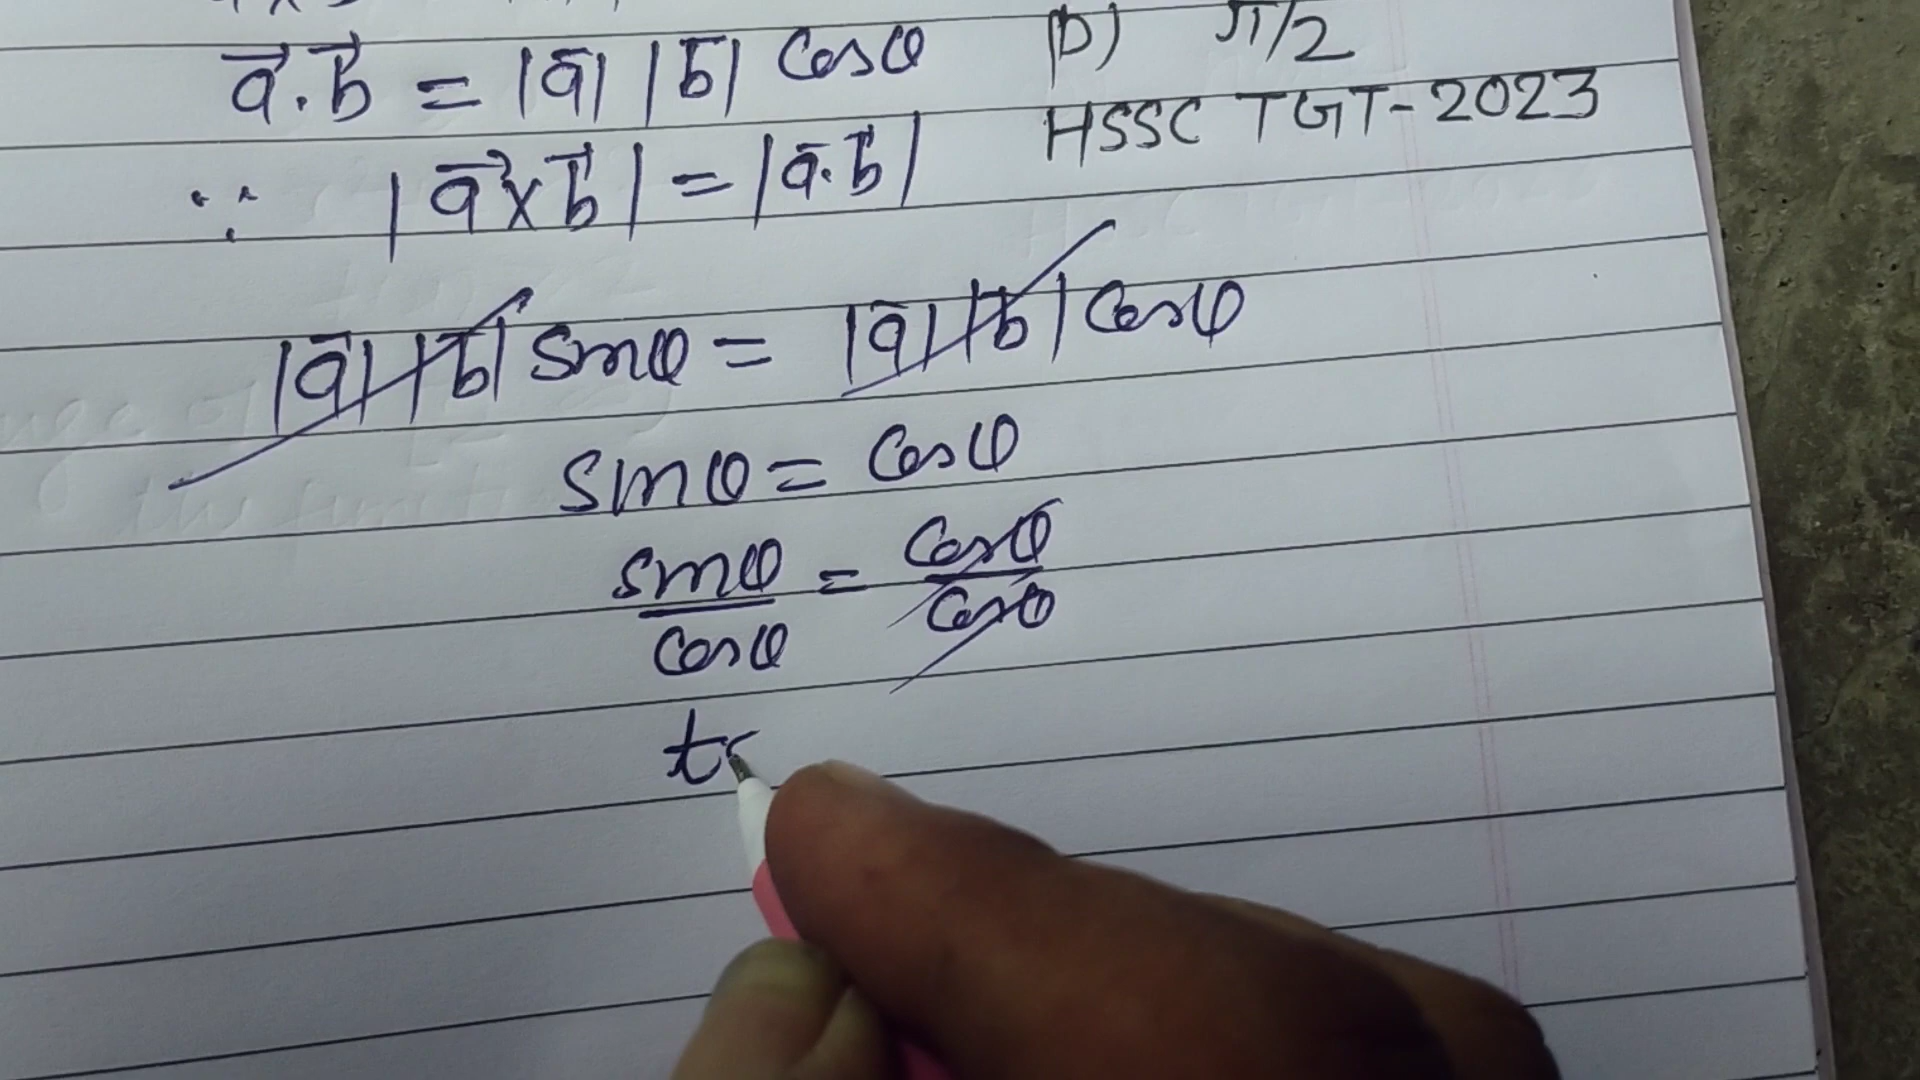 a⃗.b⃗ = |a̅| |b̅| cosθ
(D) π/2
HSSC TGT-2023
∵ |a⃗×b⃗| = |a̅.b⃗|
|a̅||b̅| sinθ = |a̅||b̅| cosθ
sinθ = cosθ
sinθ/cosθ = cosθ/cosθ